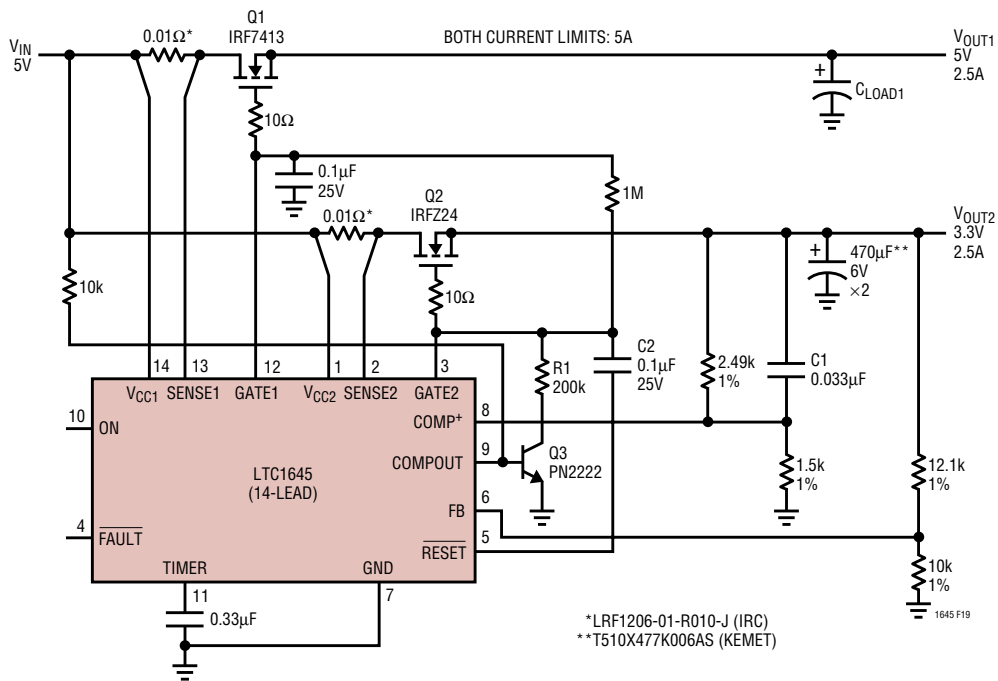 Q1
IRF7413
V_IN
5V
0.01Ω*
BOTH CURRENT LIMITS: 5A
V_OUT1
5V
2.5A
+
C_LOAD1
10Ω
0.1µF
25V
1M
Q2
IRFZ24
0.01Ω*
V_OUT2
3.3V
2.5A
+
470µF**
6V
×2
10k
10Ω
R1
200k
C2
0.1µF
25V
2.49k
1%
C1
0.033µF
14 13 12 1 2 3
V_CC1 SENSE1 GATE1 V_CC2 SENSE2 GATE2
10 ON
COMP⁺ 8
COMPOUT 9
Q3
PN2222
1.5k
1%
12.1k
1%
LTC1645
(14-LEAD)
FB 6
4 FAULT
RESET 5
10k
1%
TIMER GND
11 7
0.33µF
1645 F19
*LRF1206-01-R010-J (IRC)
**T510X477K006AS (KEMET)